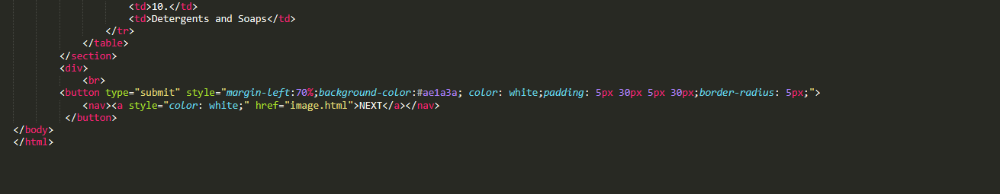 <td>10.</td>
<td>Detergents and Soaps</td>
</tr>
</table>
</section>
<div>
<br>
<button type="submit" style="margin-left:70%;background-color:#ae1a3a; color: white;padding: 5px 30px 5px 30px;border-radius: 5px;">
<nav><a style="color: white;" href="image.html">NEXT</a></nav>
</button>
</body>
</html>